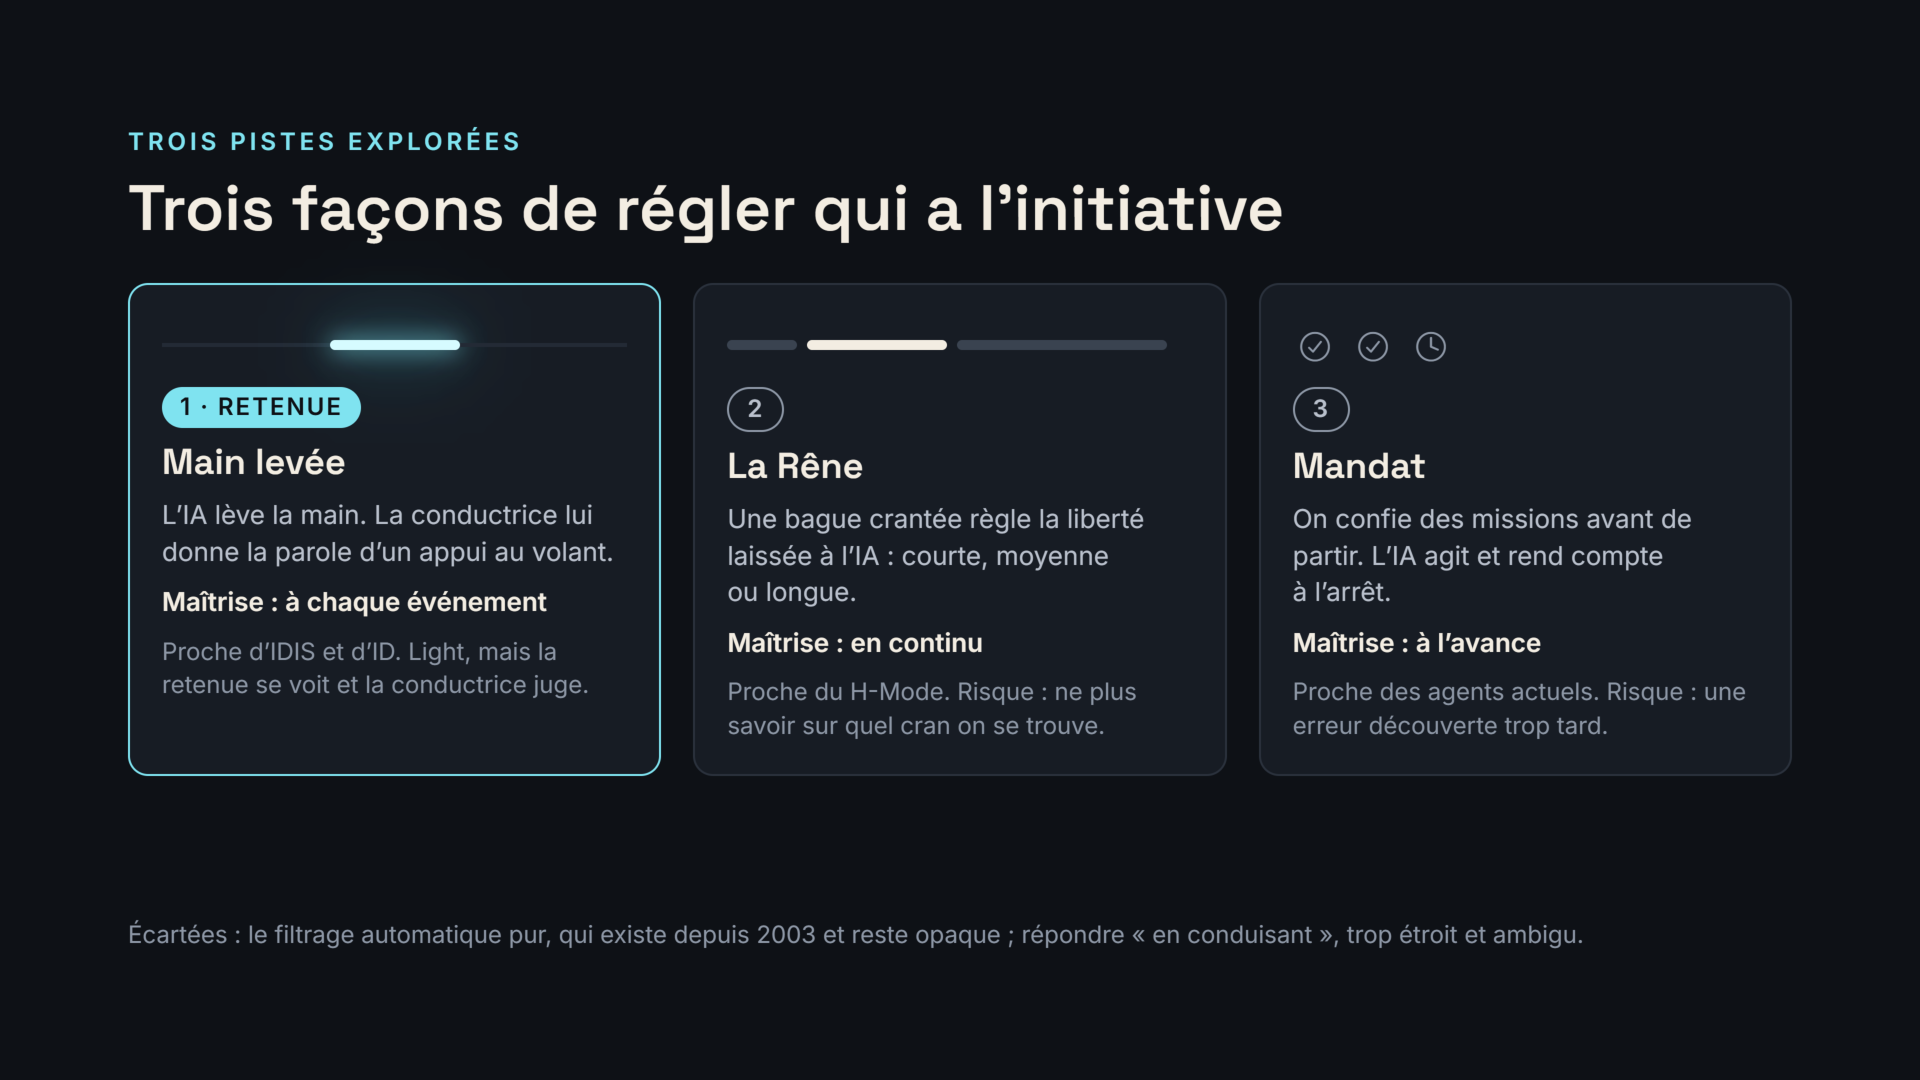 TROIS PISTES EXPLORÉES
Trois façons de régler qui a l’initiative
1 · RETENUE
Main levée
L’IA lève la main. La conductrice lui
donne la parole d’un appui au volant.
Maîtrise : à chaque événement
Proche d’IDIS et d’ID. Light, mais la
retenue se voit et la conductrice juge.
2
La Rêne
Une bague crantée règle la liberté
laissée à l’IA : courte, moyenne
ou longue.
Maîtrise : en continu
Proche du H-Mode. Risque : ne plus
savoir sur quel cran on se trouve.
3
Mandat
On confie des missions avant de
partir. L’IA agit et rend compte
à l’arrêt.
Maîtrise : à l’avance
Proche des agents actuels. Risque : une
erreur découverte trop tard.
Écartées : le filtrage automatique pur, qui existe depuis 2003 et reste opaque ; répondre « en conduisant », trop étroit et ambigu.